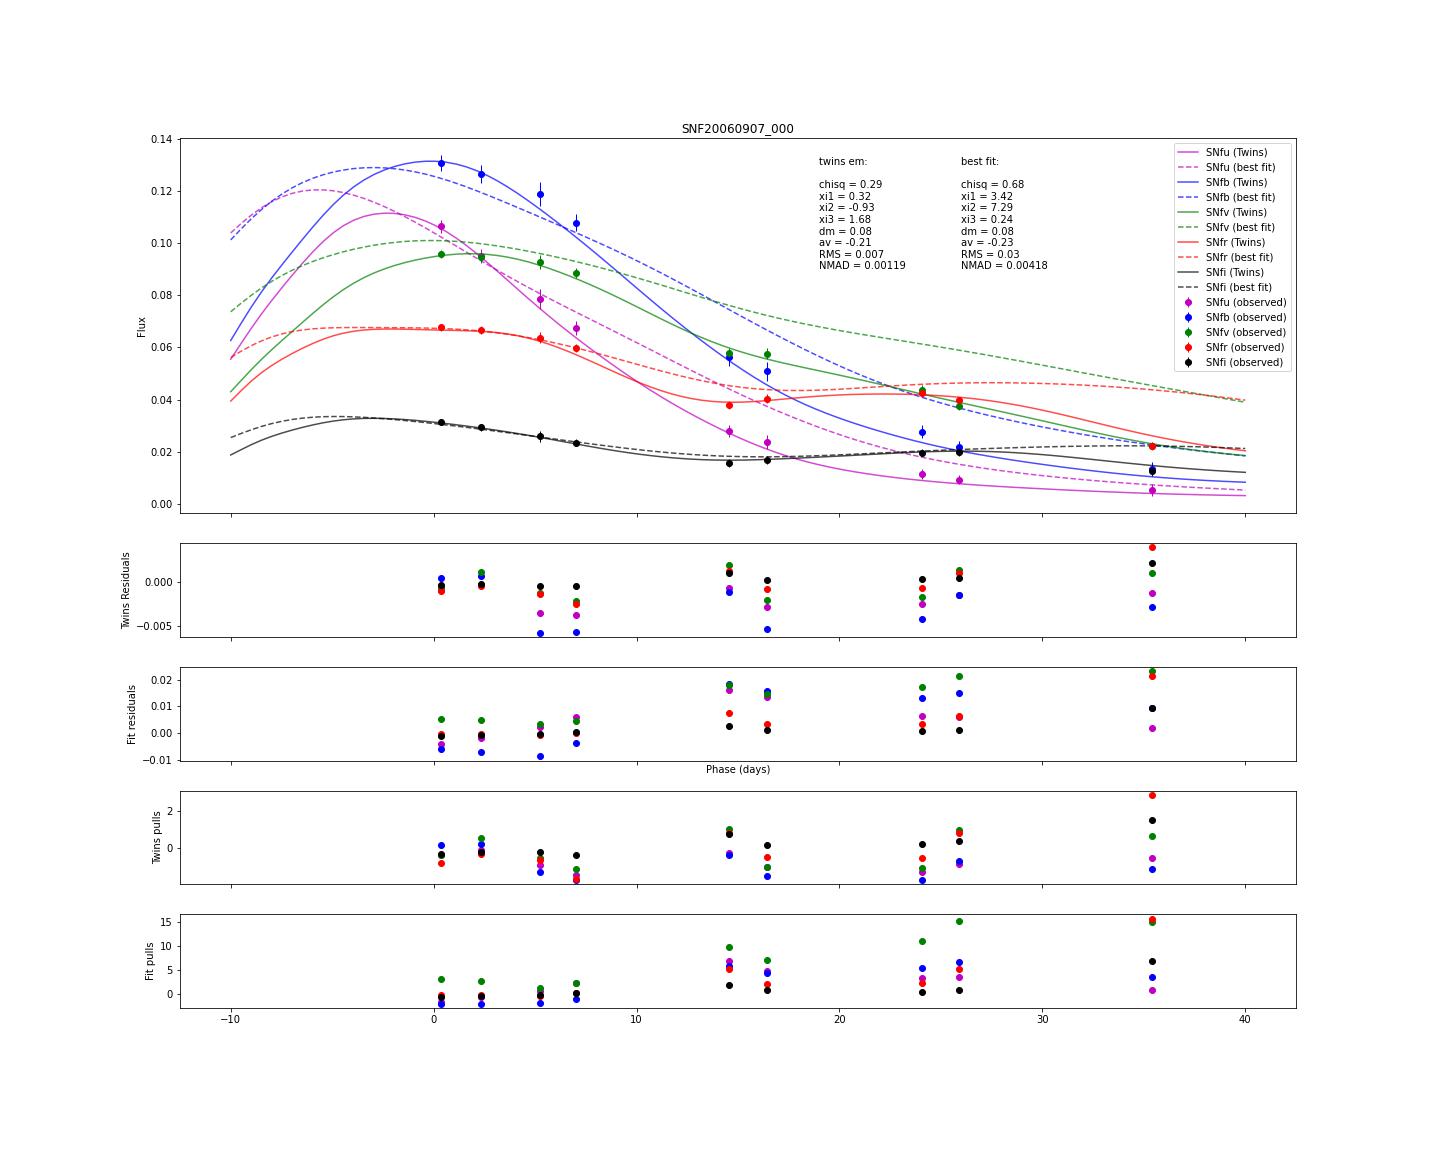 SNF20060907_000
0.14
0.12
0.10
0.08
0.06
0.04
0.02
0.00
Flux
twins em:
chisq = 0.29
xi1 = 0.32
xi2 = -0.93
xi3 = 1.68
dm = 0.08
av = -0.21
RMS = 0.007
NMAD = 0.00119
best fit:
chisq = 0.68
xi1 = 3.42
xi2 = 7.29
xi3 = 0.24
dm = 0.08
av = -0.23
RMS = 0.03
NMAD = 0.00418
SNfu (Twins)
SNfu (best fit)
SNfb (Twins)
SNfb (best fit)
SNfv (Twins)
SNfv (best fit)
SNfr (Twins)
SNfr (best fit)
SNfi (Twins)
SNfi (best fit)
SNfu (observed)
SNfb (observed)
SNfv (observed)
SNfr (observed)
SNfi (observed)
0.000
−0.005
Twins Residuals
0.02
0.01
0.00
−0.01
Fit residuals
Phase (days)
2
0
Twins pulls
15
10
5
0
Fit pulls
−10
0
10
20
30
40